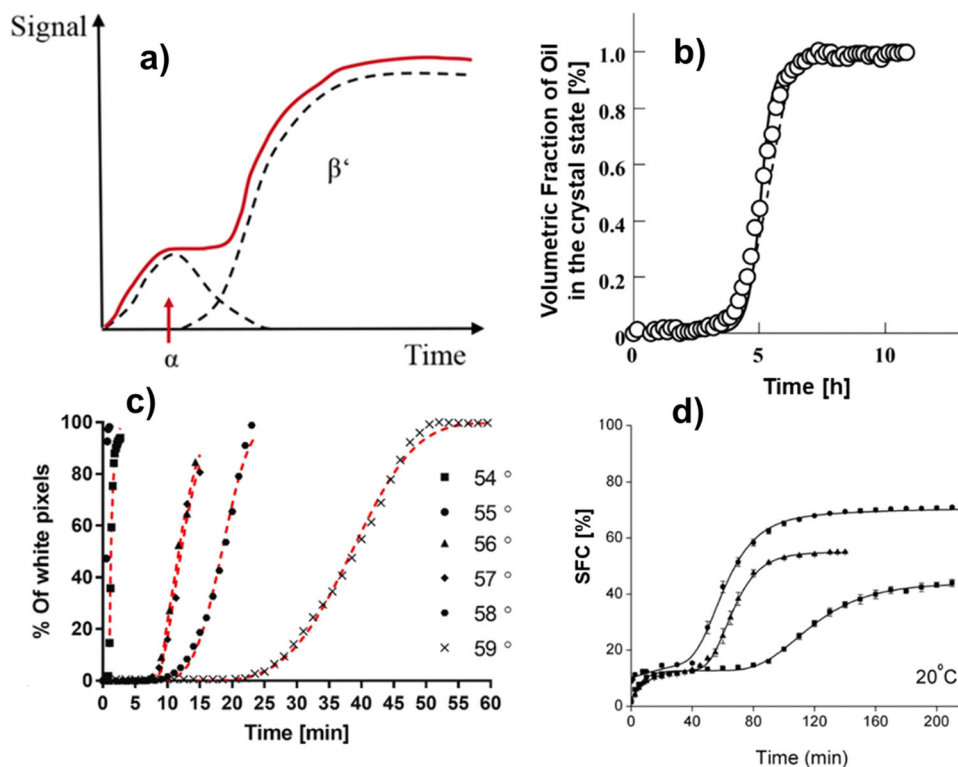 Signal
a)
β‘
α
Time
b)
Volumetric Fraction of Oil
in the crystal state [%]
1.0
0.8
0.6
0.4
0.2
0
0
5
10
Time [h]
c)
% Of white pixels
100
80
60
40
20
0
54 °
55 °
56 °
57 °
58 °
59 °
0 5 10 15 20 25 30 35 40 45 50 55 60
Time [min]
d)
SFC [%]
100
80
60
40
20
0
20°C
0 40 80 120 160 200
Time (min)